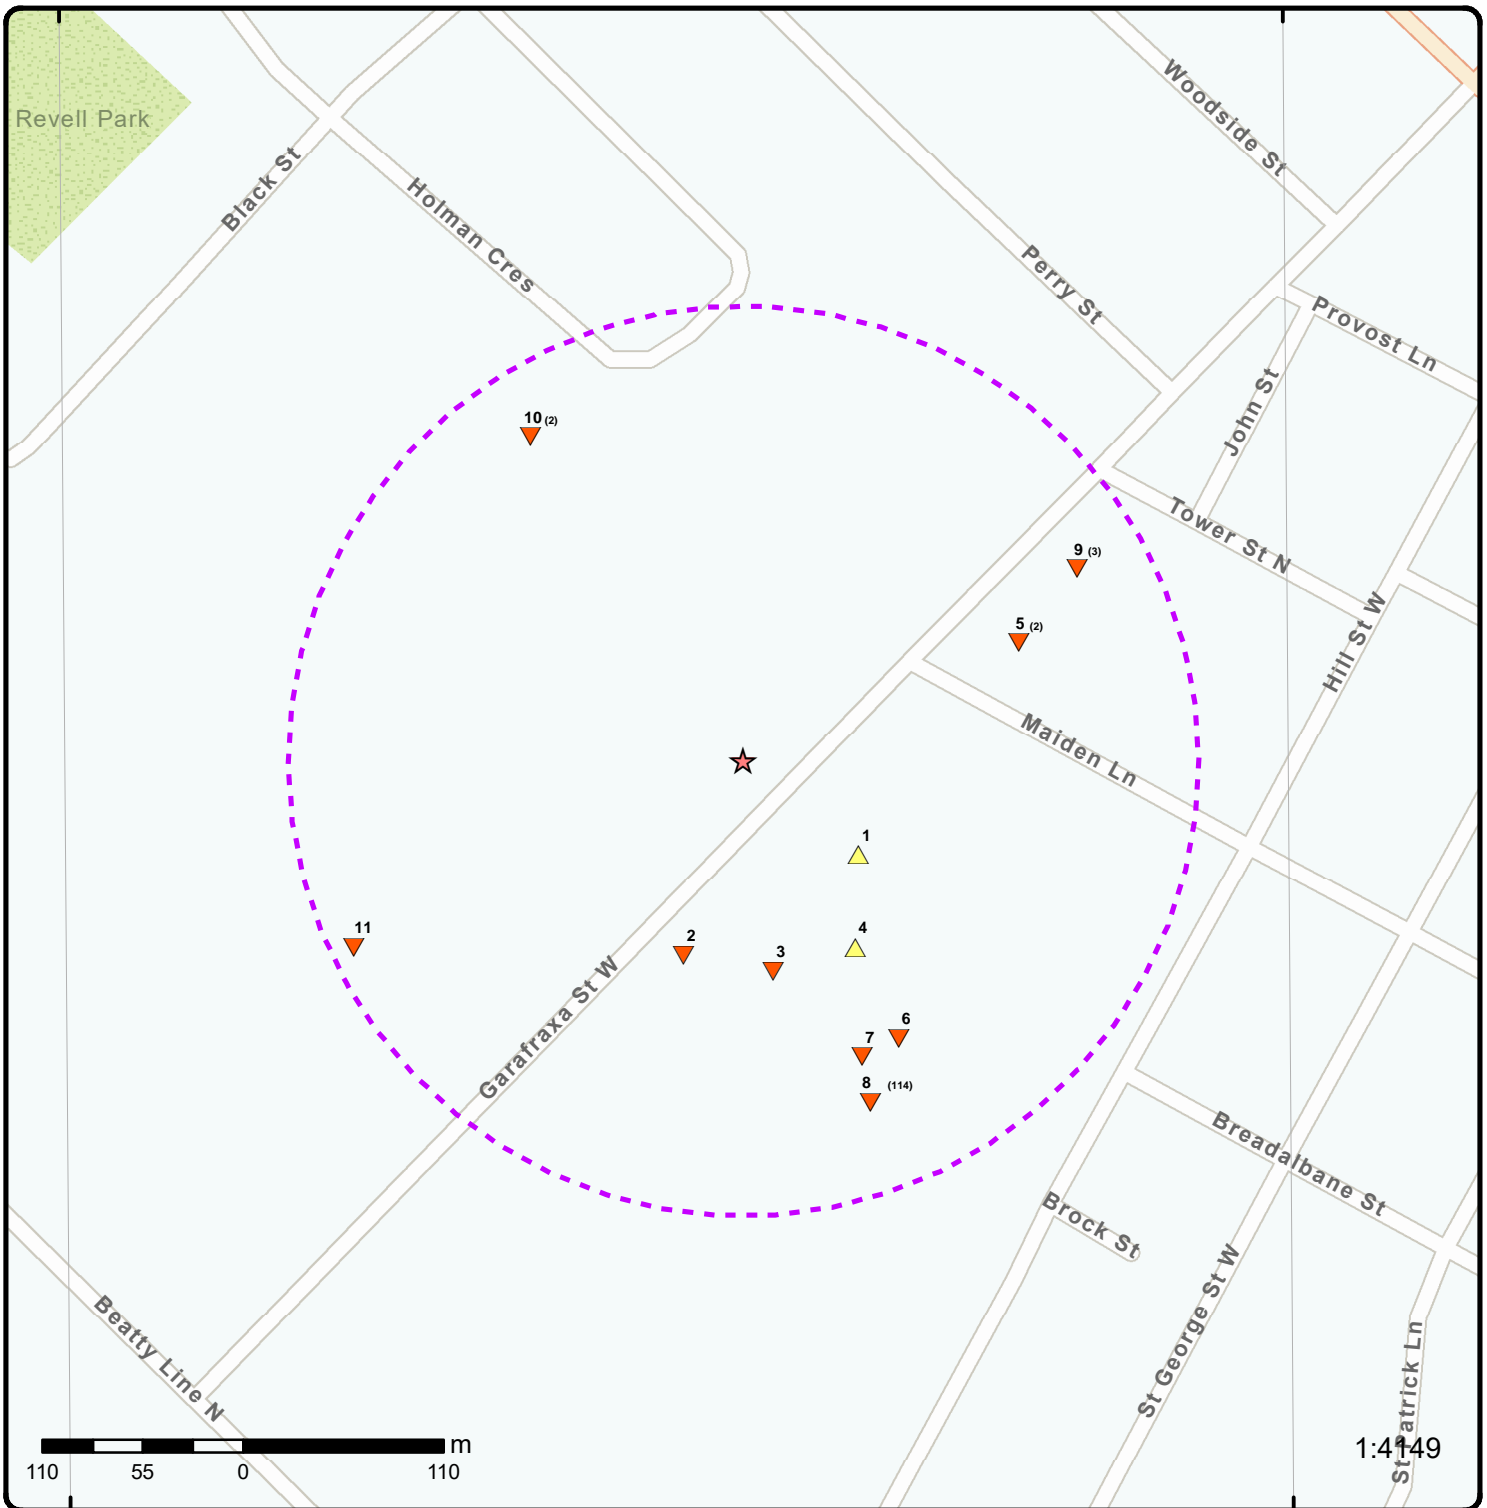 Woodside St
Revell Park
Black St
Holman Cres
Perry St
Provost Ln
John St
10 (2)
Tower St N
9 (3)
5 (2)
Hill St W
Maiden Ln
1
11
2
3
4
Garafraxa St W
6
7
8 (114)
Breadalbane St
Brock St
St George St W
Beatty Line N
St Patrick Ln
1:4149
m
110 55 0 110